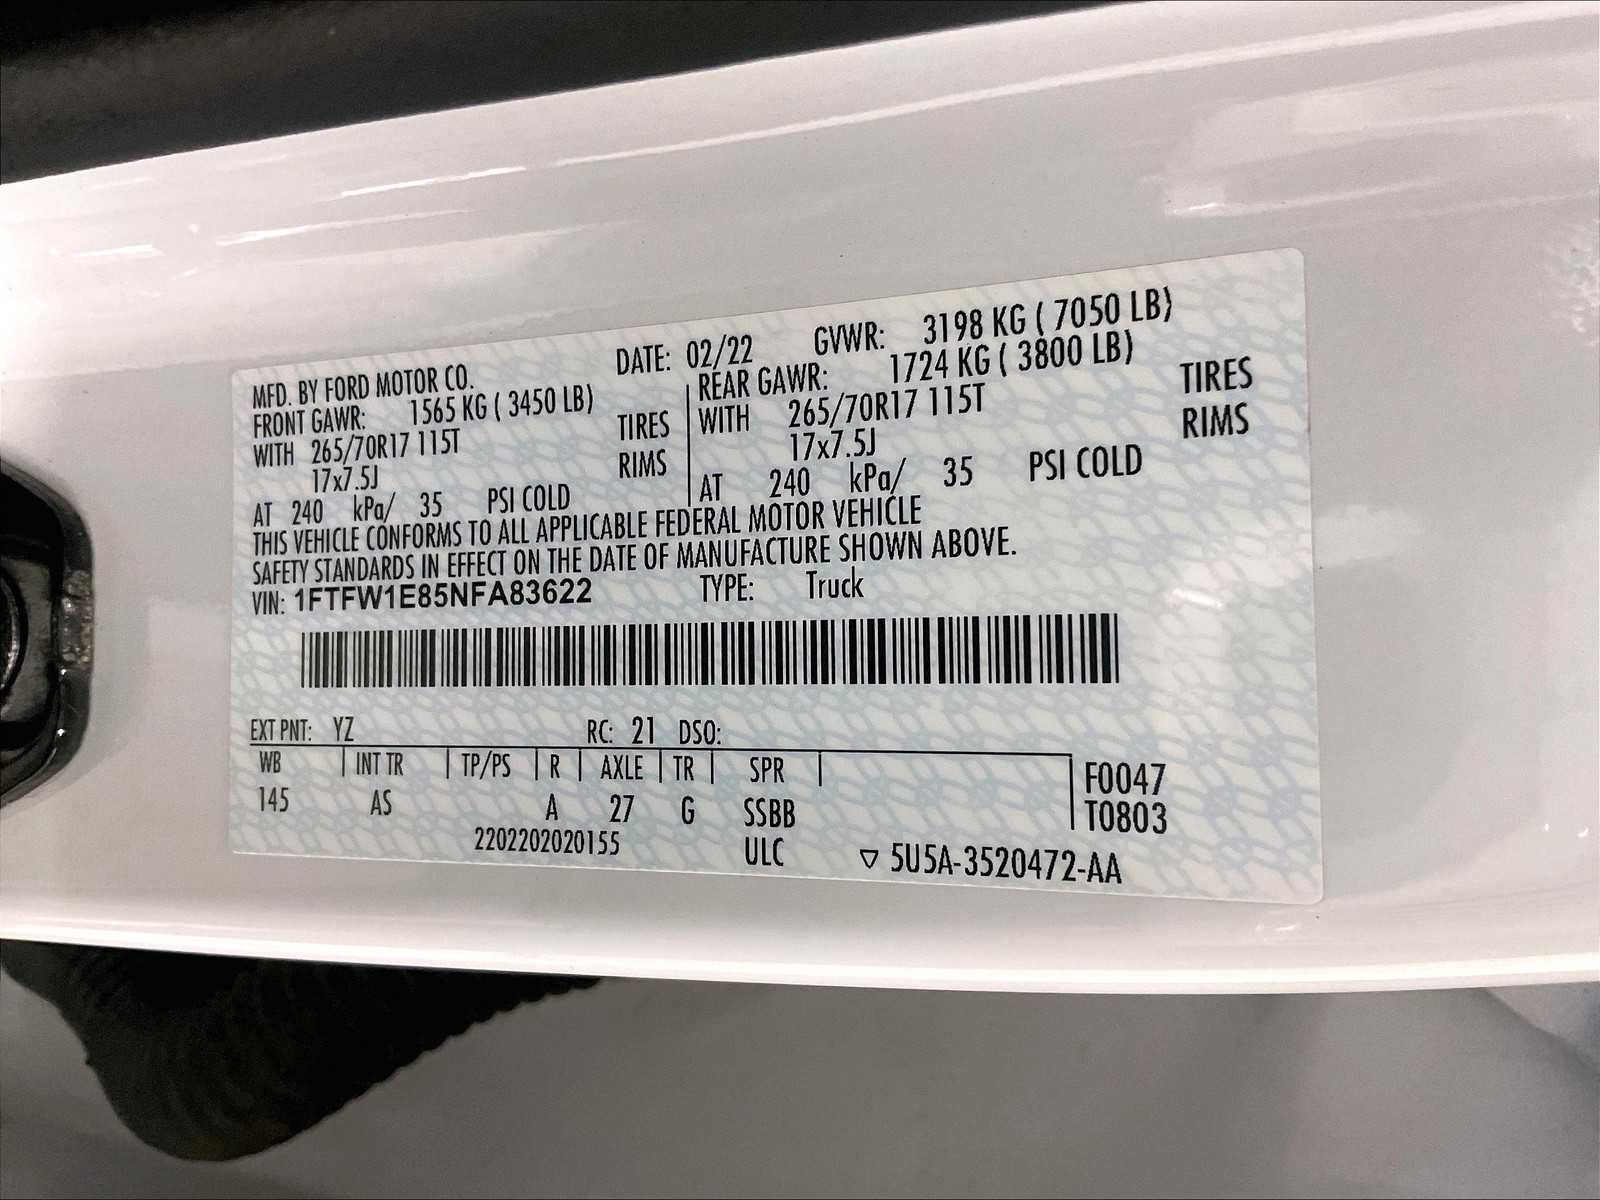 MFD. BY FORD MOTOR CO. DATE: 02/22 GVWR: 3198 KG ( 7050 LB)
FRONT GAWR: 1565 KG ( 3450 LB) REAR GAWR: 1724 KG ( 3800 LB)
WITH 265/70R17 115T TIRES WITH 265/70R17 115T TIRES
17x7.5J RIMS 17x7.5J RIMS
AT 240 kPa/ 35 PSI COLD AT 240 kPa/ 35 PSI COLD
THIS VEHICLE CONFORMS TO ALL APPLICABLE FEDERAL MOTOR VEHICLE
SAFETY STANDARDS IN EFFECT ON THE DATE OF MANUFACTURE SHOWN ABOVE.
VIN: 1FTFW1E85NFA83622 TYPE: Truck
EXT PNT: YZ RC: 21 DSO:
WB INT TR TP/PS R AXLE TR SPR
145 AS A 27 G SSBB
F0047
T0803
2202202020155 ULC ▽ 5U5A-3520472-AA